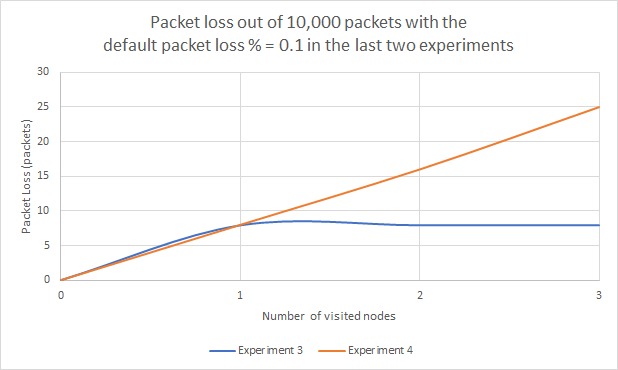 Packet loss out of 10,000 packets with the
default packet loss % = 0.1 in the last two experiments
30
25
20
15
10
5
0
Packet Loss (packets)
0 1 2 3
Number of visited nodes
Experiment 3 Experiment 4